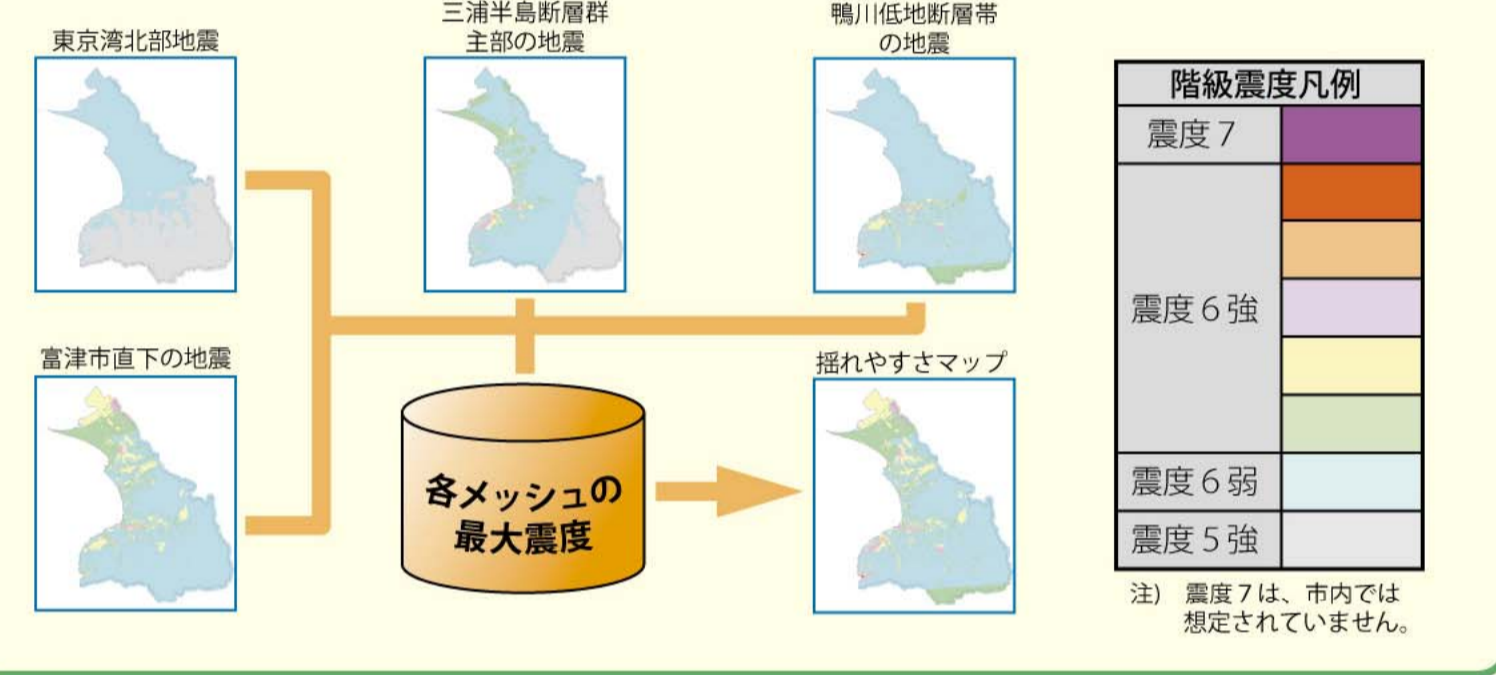 東京湾北部地震
三浦半島断層群
主部の地震
鴨川低地断層帯
の地震
富津市直下の地震
各メッシュの
最大震度
揺れやすさマップ
階級震度凡例
震度7
震度6強
震度6弱
震度5強
注) 震度7は、市内では
想定されていません。